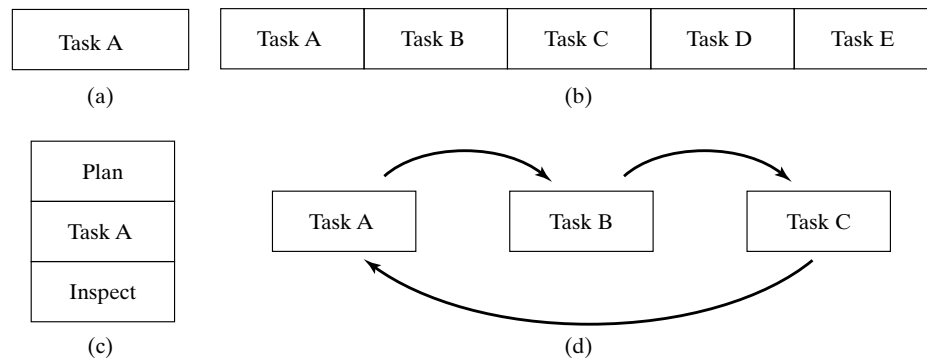 Task A
Task A Task B Task C Task D Task E
(a)
(b)
Plan
Task A
Inspect
(c)
Task A Task B Task C
(d)